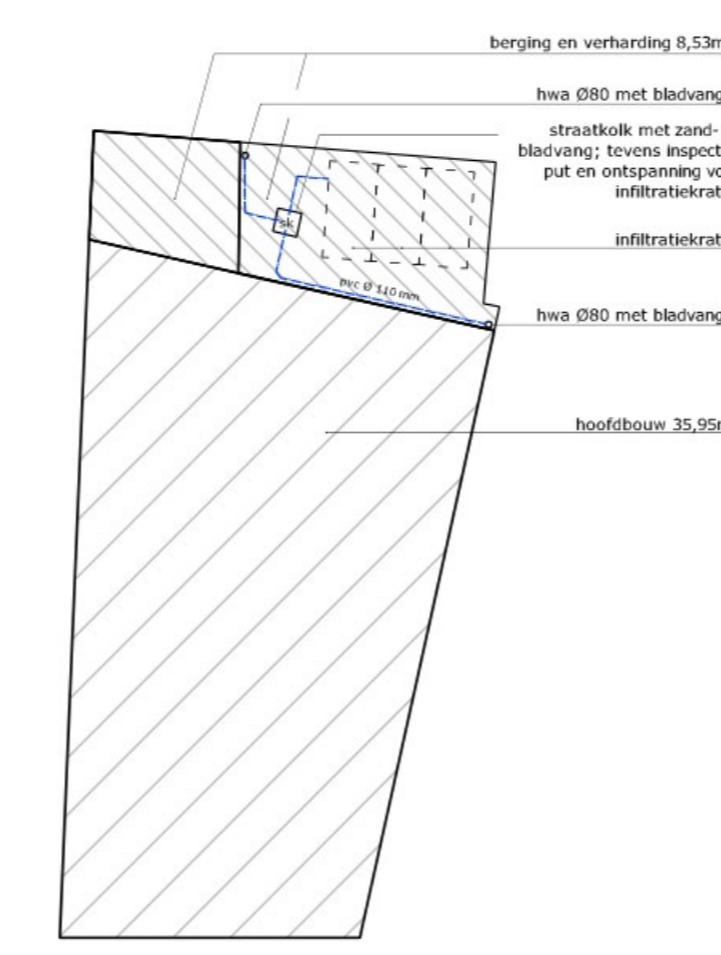 berging en verharding 8,53m
hwa Ø80 met bladvang
straatkolk met zand-
bladvang; tevens inspect
put en ontspanning vo
infiltratiekrat
infiltratiekrat
hwa Ø80 met bladvang
hoofdbouw 35,95m
sk
pvc Ø 110 mm